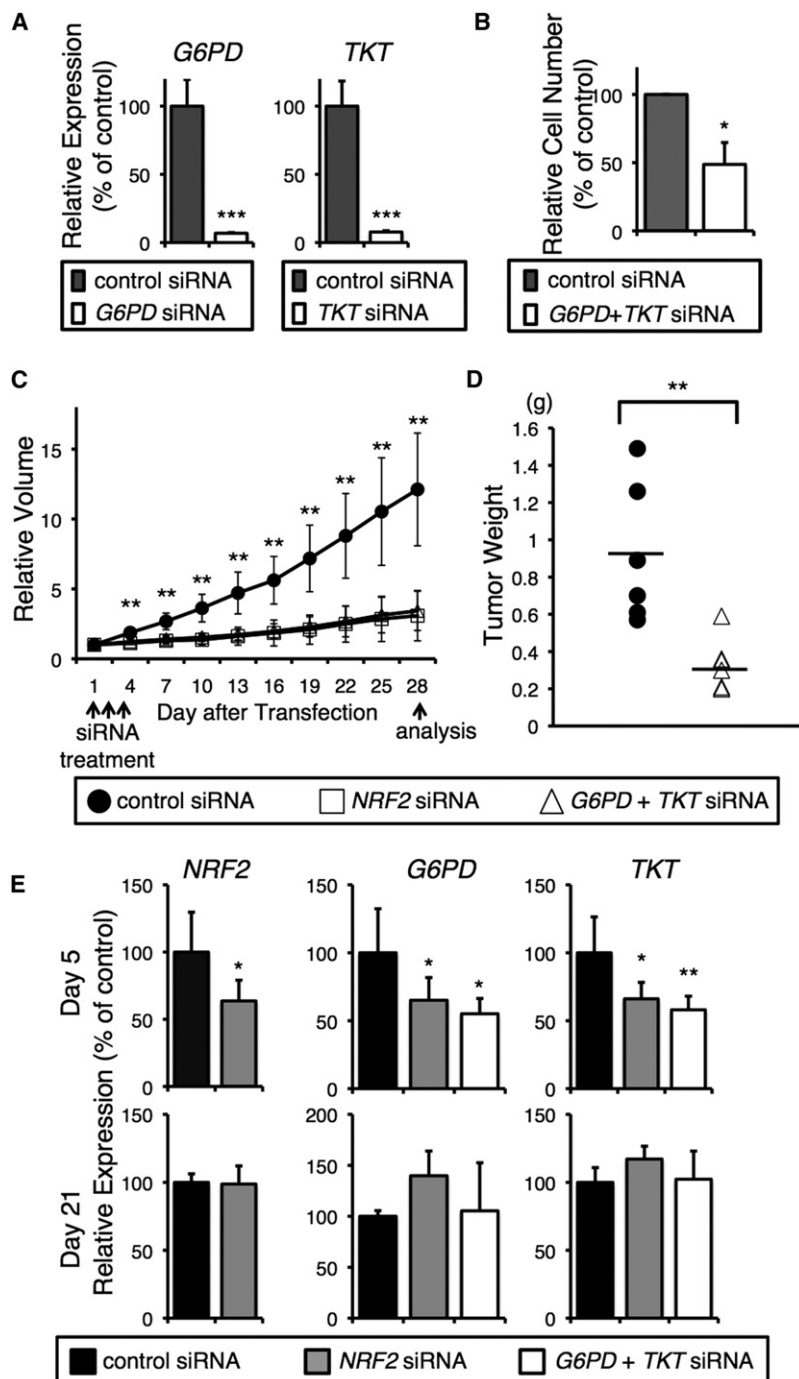 A
G6PD
TKT
Relative Expression
(% of control)
100
50
0
***
100
50
0
***
control siRNA
G6PD siRNA
control siRNA
TKT siRNA
B
Relative Cell Number
(% of control)
100
50
0
*
control siRNA
G6PD+TKT siRNA
C
Relative Volume
15
10
5
0
** ** ** ** ** ** ** ** **
1 4 7 10 13 16 19 22 25 28
Day after Transfection
siRNA
treatment
analysis
D
(g)
**
Tumor Weight
1.6
1.4
1.2
1
0.8
0.6
0.4
0.2
0
control siRNA NRF2 siRNA G6PD + TKT siRNA
E
NRF2 G6PD TKT
Day 5
Day 21
Relative Expression (% of control)
150
100
50
0
*
150
100
50
0
* *
150
100
50
0
* **
150
100
50
0
200
150
100
50
0
150
100
50
0
control siRNA NRF2 siRNA G6PD + TKT siRNA